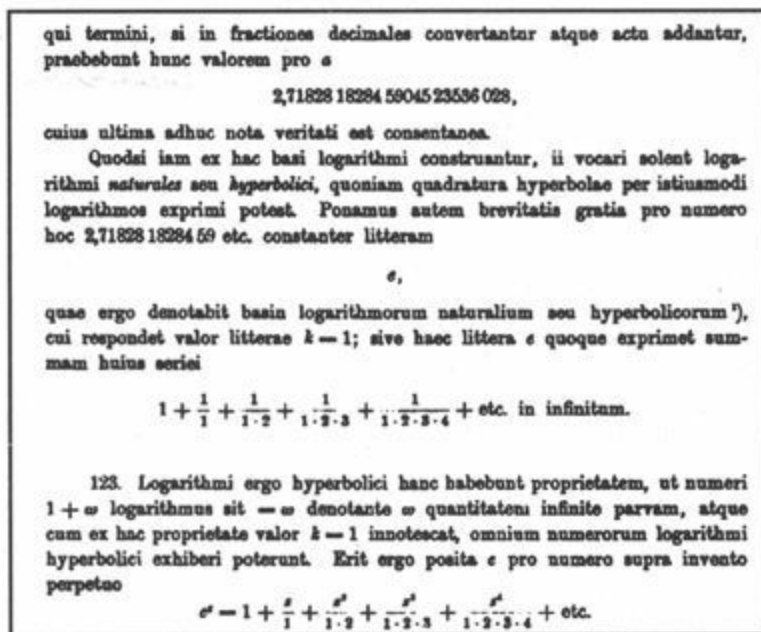 qui termini, si in fractiones decimales convertantur atque actu addantur,
praebebunt hunc valorem pro a
2,71828 18284 59045 23536 028,
cuius ultima adhuc nota veritati est consentanea.
Quodsi iam ex hac basi logarithmi construantur, ii vocari solent loga-
rithmi naturales seu hyperbolici, quoniam quadratura hyperbolae per istiusmodi
logarithmos exprimi potest. Ponamus autem brevitatis gratia pro numero
hoc 2,71828 18284 59 etc. constanter litteram
e,
quae ergo denotabit basin logarithmorum naturalium seu hyperbolicorum ¹),
cui respondet valor litterae k = 1; sive haec littera e quoque exprimet sum-
mam huius seriei
1 + 1/1 + 1/(1·2) + 1/(1·2·3) + 1/(1·2·3·4) + etc. in infinitum.
123. Logarithmi ergo hyperbolici hanc habebunt proprietatem, ut numeri
1 + ω logarithmus sit = ω denotante ω quantitatem infinite parvam, atque
cum ex hac proprietate valor k = 1 innotescat, omnium numerorum logarithmi
hyperbolici exhiberi poterunt. Erit ergo posita e pro numero supra invento
perpetuo
e^z = 1 + z/1 + z²/(1·2) + z³/(1·2·3) + z⁴/(1·2·3·4) + etc.